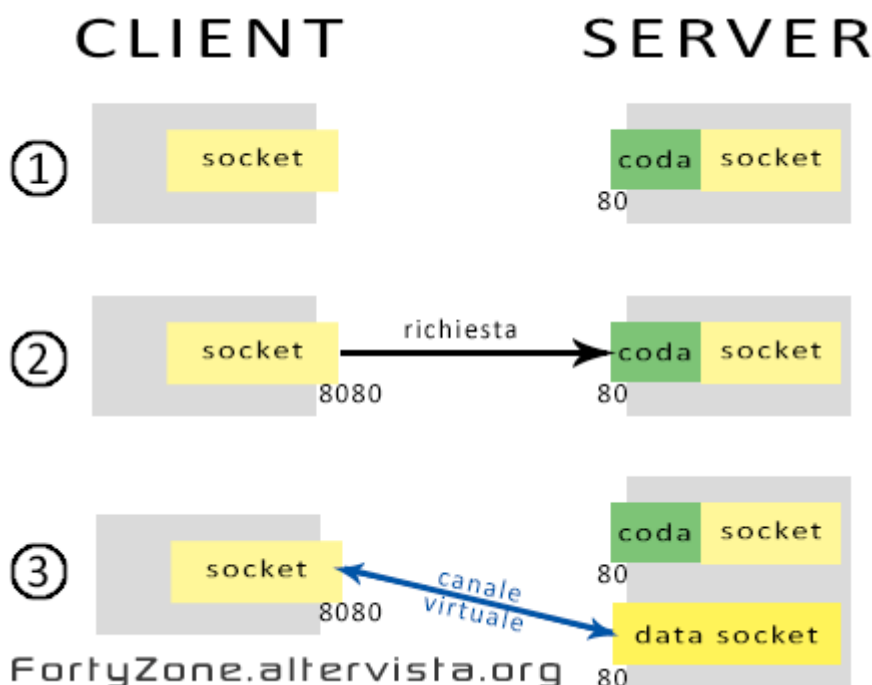 CLIENT SERVER
1 socket coda socket
80
2 socket richiesta coda socket
8080 80
3 socket canale virtuale coda socket
8080 80
data socket
80
FortyZone.altervista.org